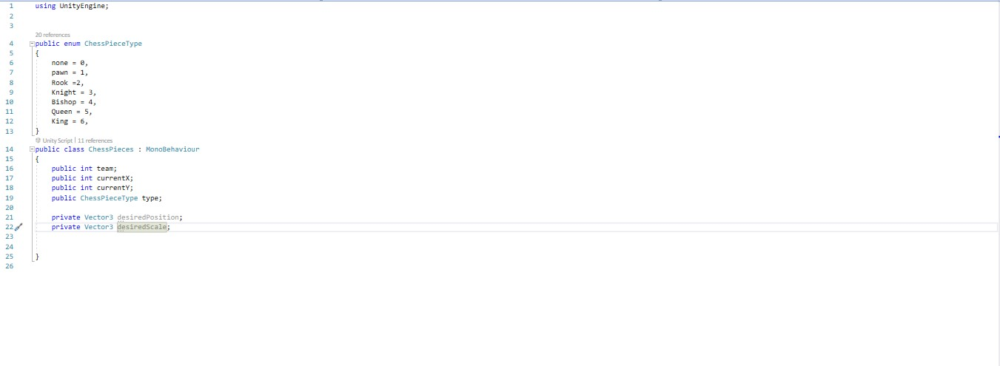 1 using UnityEngine;
2
3
20 references
4 public enum ChessPieceType
5 {
6 none = 0,
7 pawn = 1,
8 Rook =2,
9 Knight = 3,
10 Bishop = 4,
11 Queen = 5,
12 King = 6,
13 }
Unity Script | 11 references
14 public class ChessPieces : MonoBehaviour
15 {
16 public int team;
17 public int currentX;
18 public int currentY;
19 public ChessPieceType type;
20
21 private Vector3 desiredPosition;
22 private Vector3 desiredScale;
23
24
25 }
26